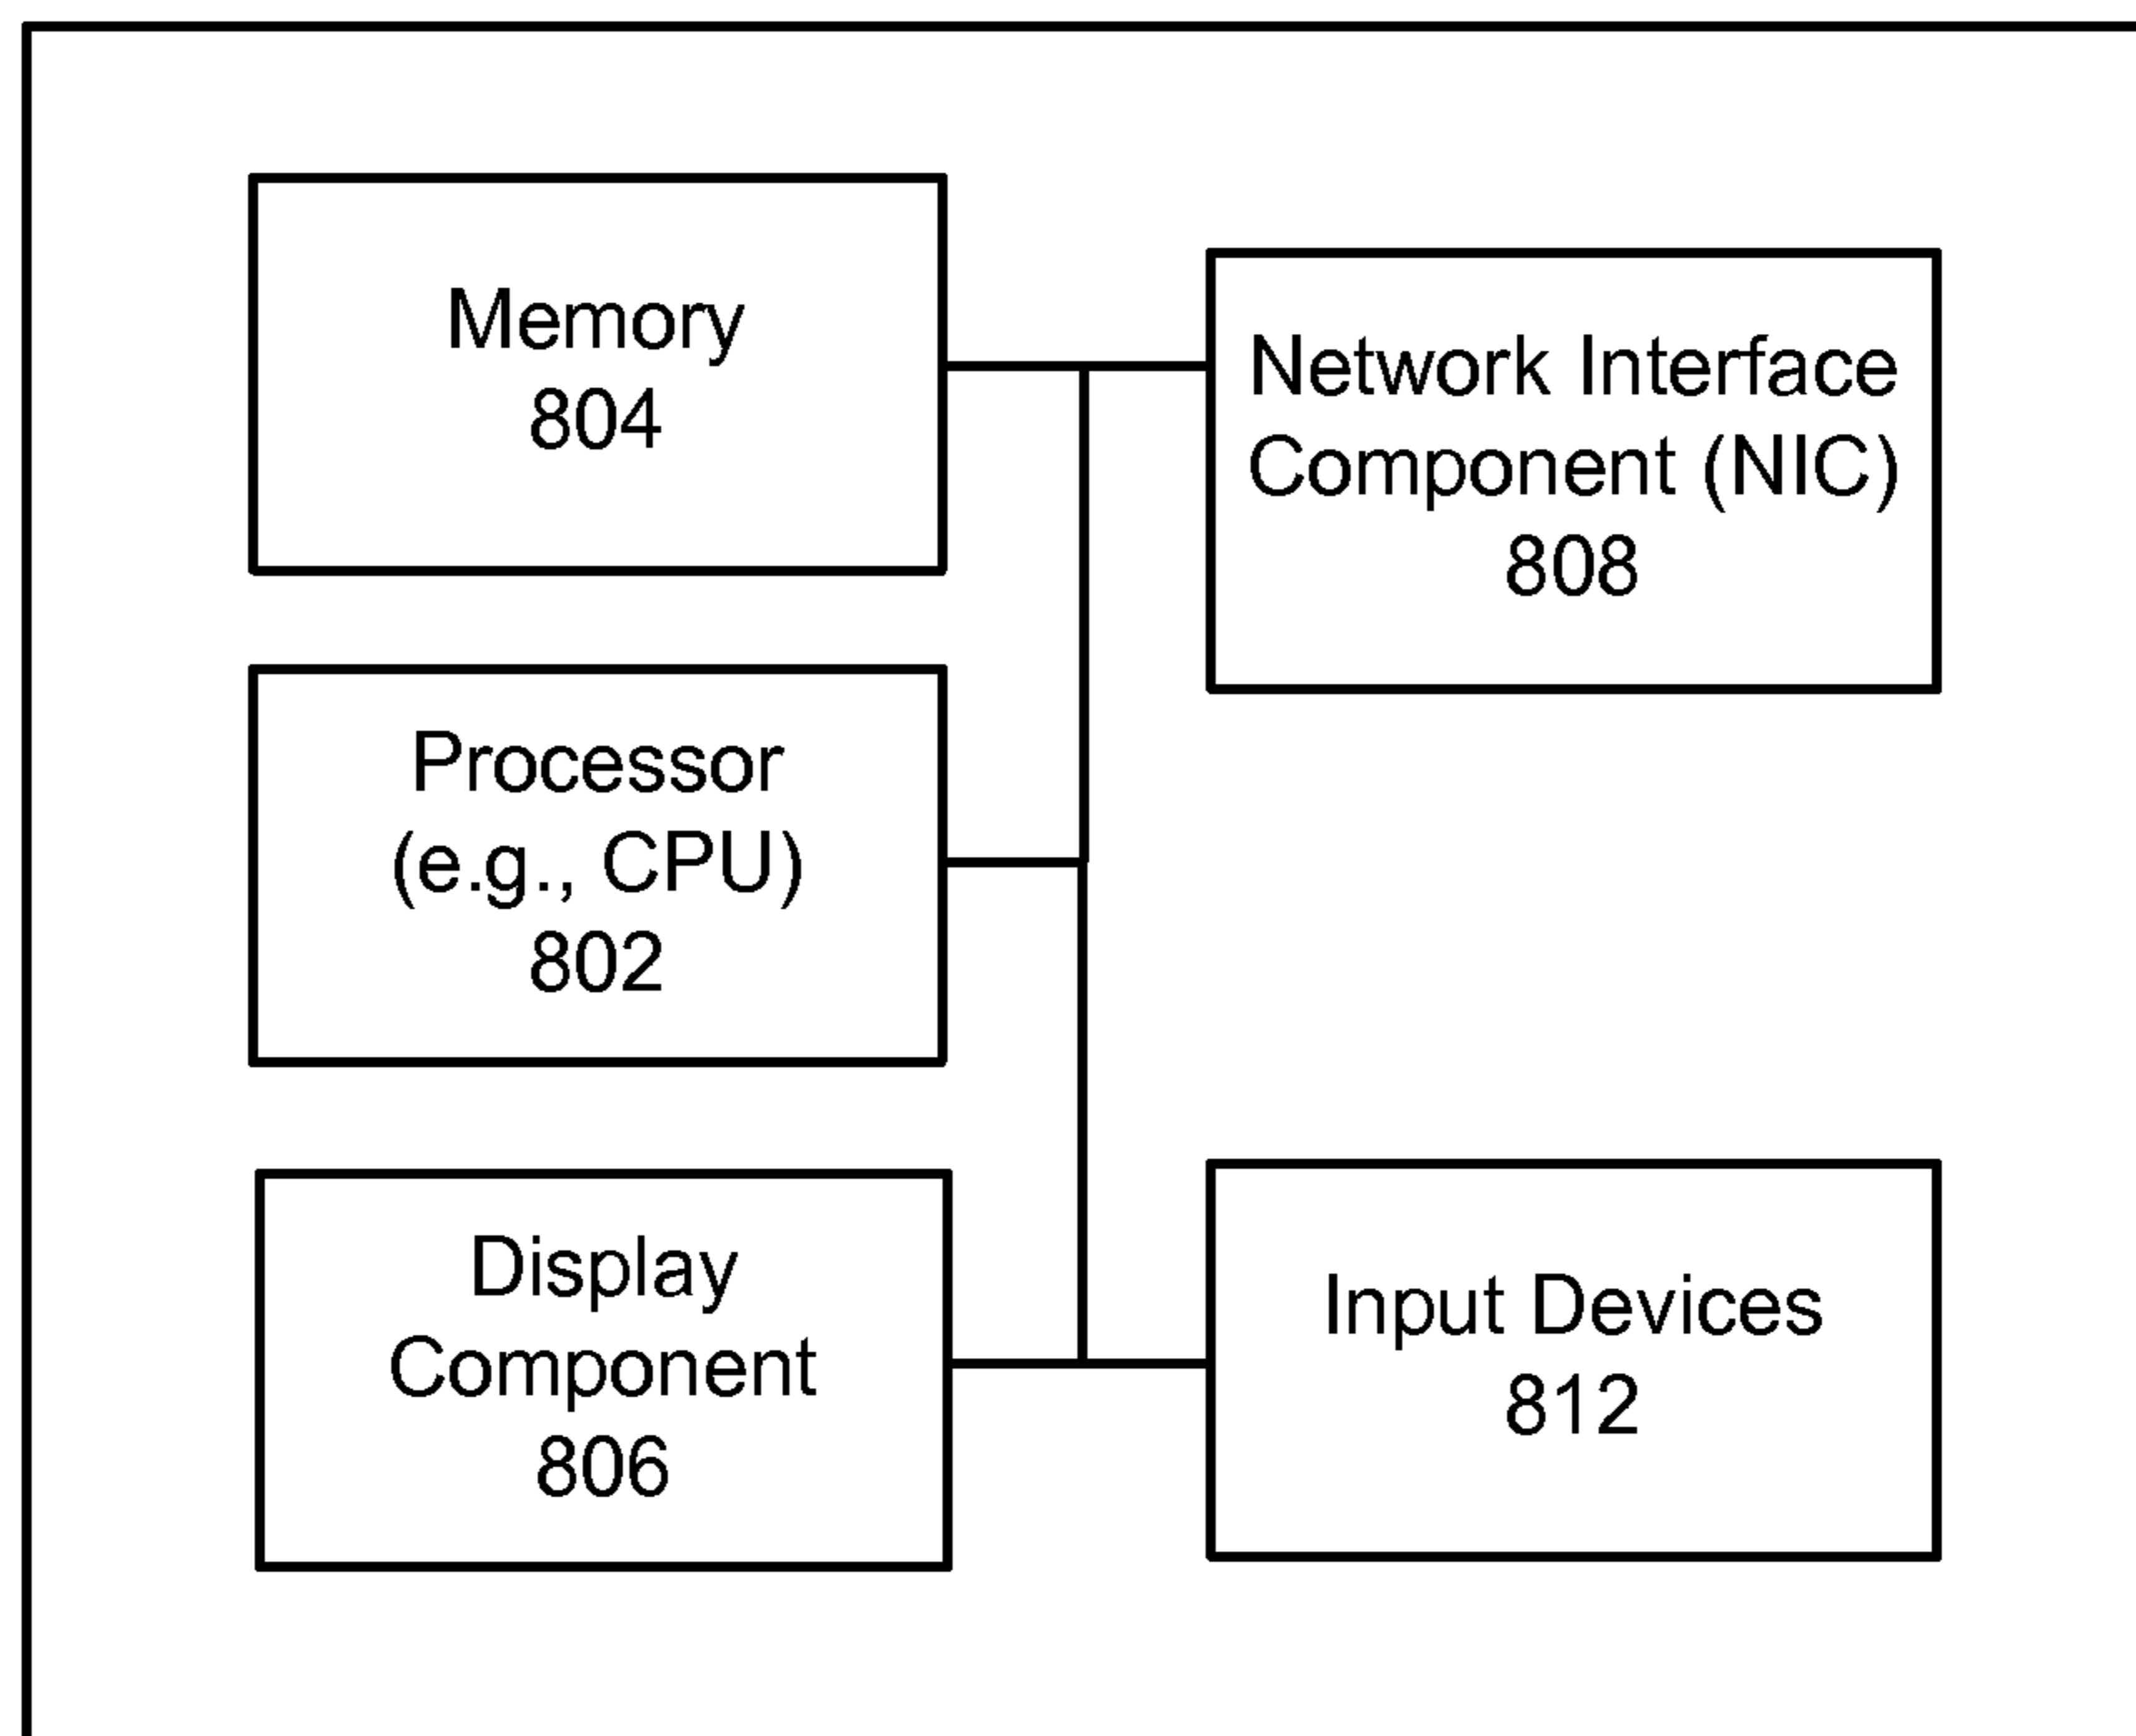 Memory
804
Network Interface
Component (NIC)
808
Processor
(e.g., CPU)
802
Display
Component
806
Input Devices
812